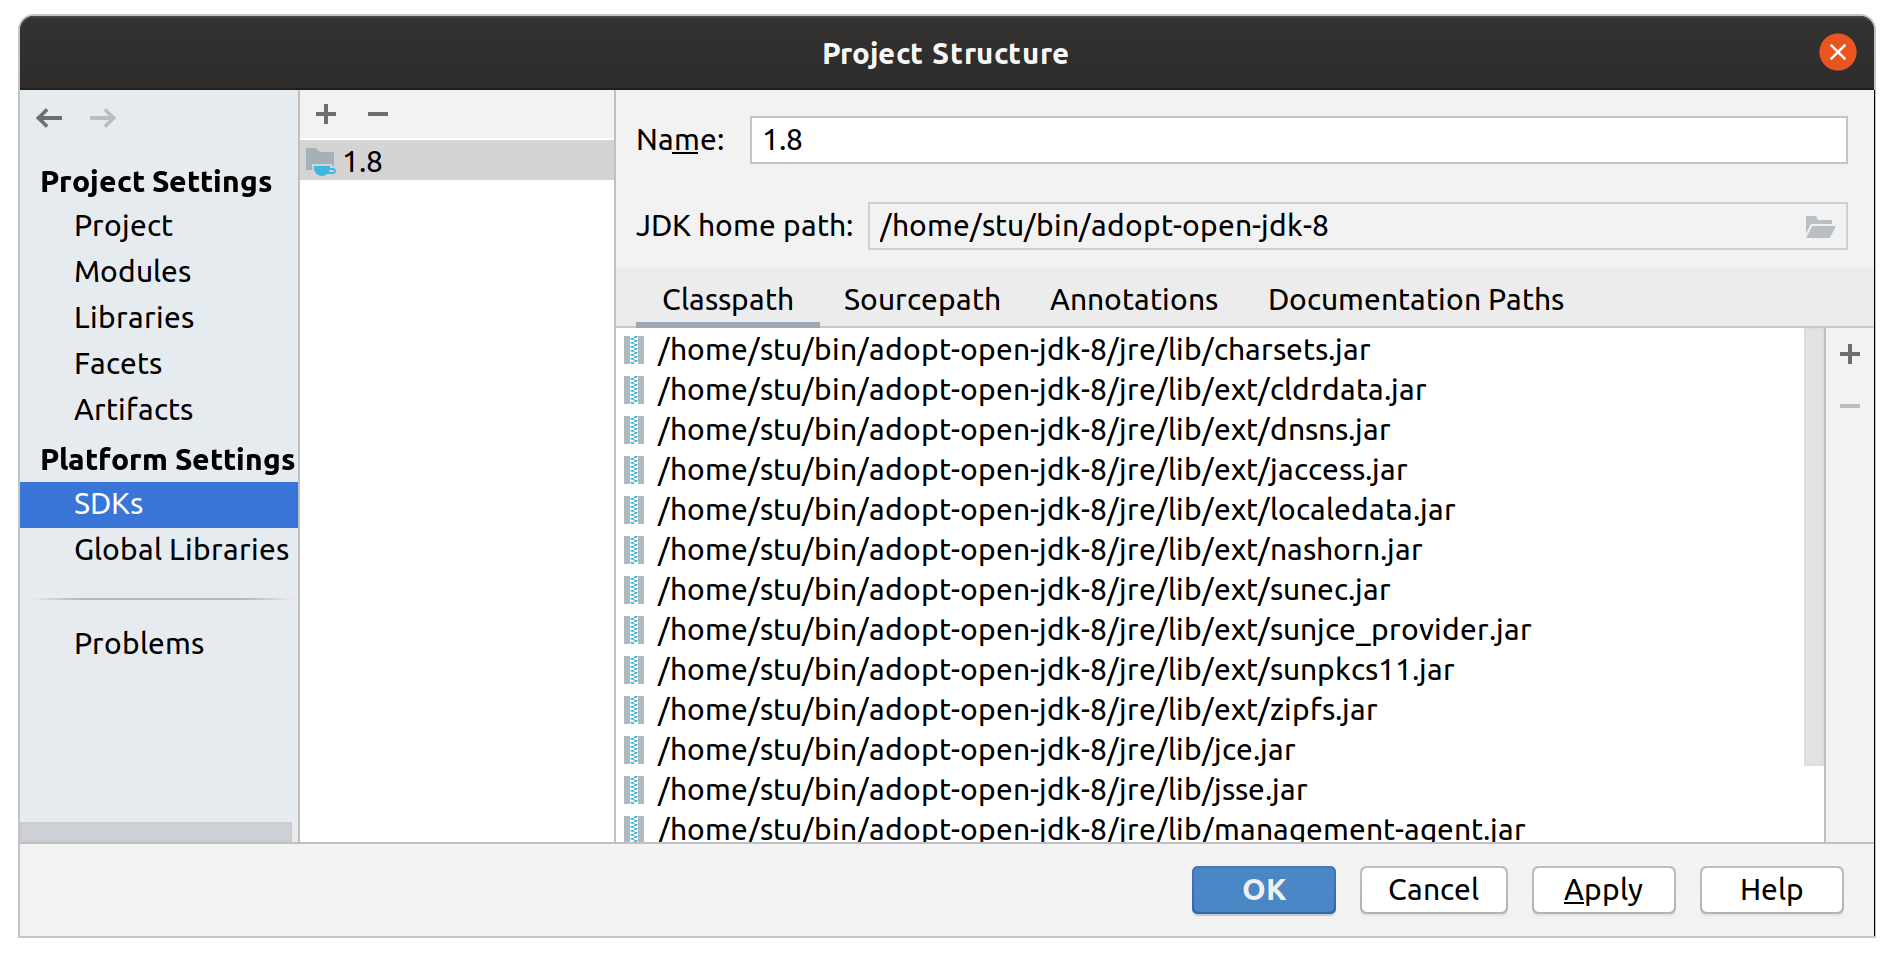 Project Structure
Project Settings
Project
Modules
Libraries
Facets
Artifacts
Platform Settings
SDKs
Global Libraries
Problems
1.8
Name: 1.8
JDK home path: /home/stu/bin/adopt-open-jdk-8
Classpath Sourcepath Annotations Documentation Paths
/home/stu/bin/adopt-open-jdk-8/jre/lib/charsets.jar
/home/stu/bin/adopt-open-jdk-8/jre/lib/ext/cldrdata.jar
/home/stu/bin/adopt-open-jdk-8/jre/lib/ext/dnsns.jar
/home/stu/bin/adopt-open-jdk-8/jre/lib/ext/jaccess.jar
/home/stu/bin/adopt-open-jdk-8/jre/lib/ext/localedata.jar
/home/stu/bin/adopt-open-jdk-8/jre/lib/ext/nashorn.jar
/home/stu/bin/adopt-open-jdk-8/jre/lib/ext/sunec.jar
/home/stu/bin/adopt-open-jdk-8/jre/lib/ext/sunjce_provider.jar
/home/stu/bin/adopt-open-jdk-8/jre/lib/ext/sunpkcs11.jar
/home/stu/bin/adopt-open-jdk-8/jre/lib/ext/zipfs.jar
/home/stu/bin/adopt-open-jdk-8/jre/lib/jce.jar
/home/stu/bin/adopt-open-jdk-8/jre/lib/jsse.jar
/home/stu/bin/adopt-open-jdk-8/jre/lib/management-agent.jar
OK Cancel Apply Help